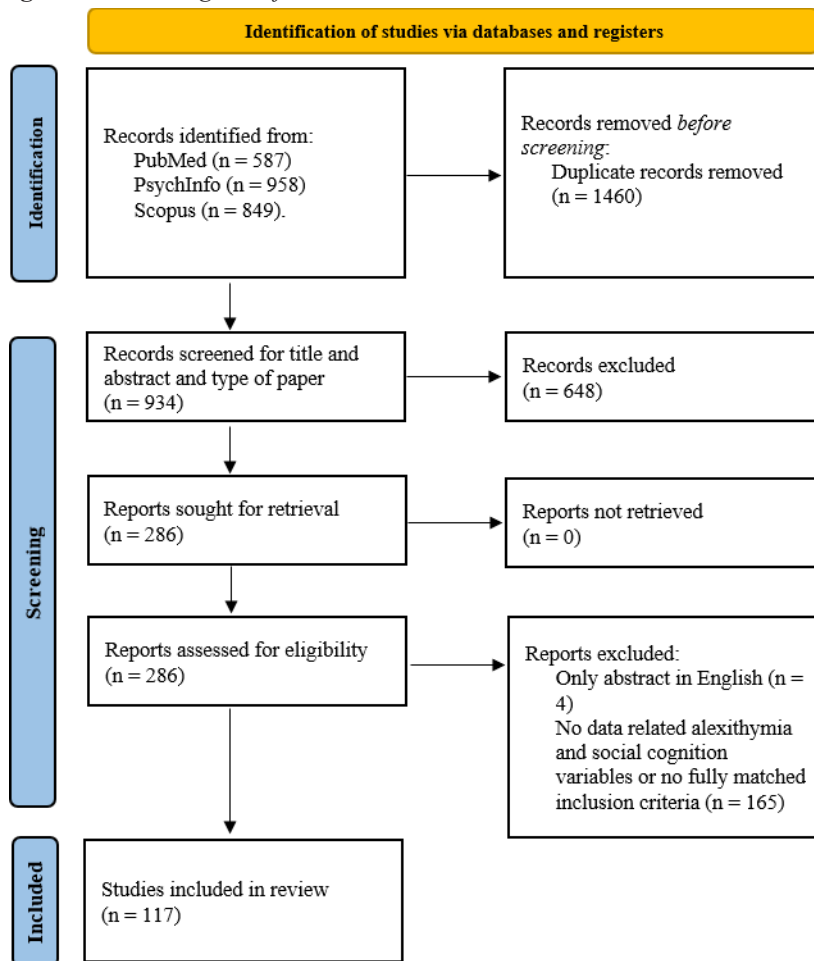 Identification of studies via databases and registers
Identification
Records identified from:
PubMed (n = 587)
PsychInfo (n = 958)
Scopus (n = 849).
Records removed before
screening:
Duplicate records removed
(n = 1460)
Screening
Records screened for title and
abstract and type of paper
(n = 934)
Records excluded
(n = 648)
Reports sought for retrieval
(n = 286)
Reports not retrieved
(n = 0)
Reports assessed for eligibility
(n = 286)
Reports excluded:
Only abstract in English (n =
4)
No data related alexithymia
and social cognition
variables or no fully matched
inclusion criteria (n = 165)
Included
Studies included in review
(n = 117)